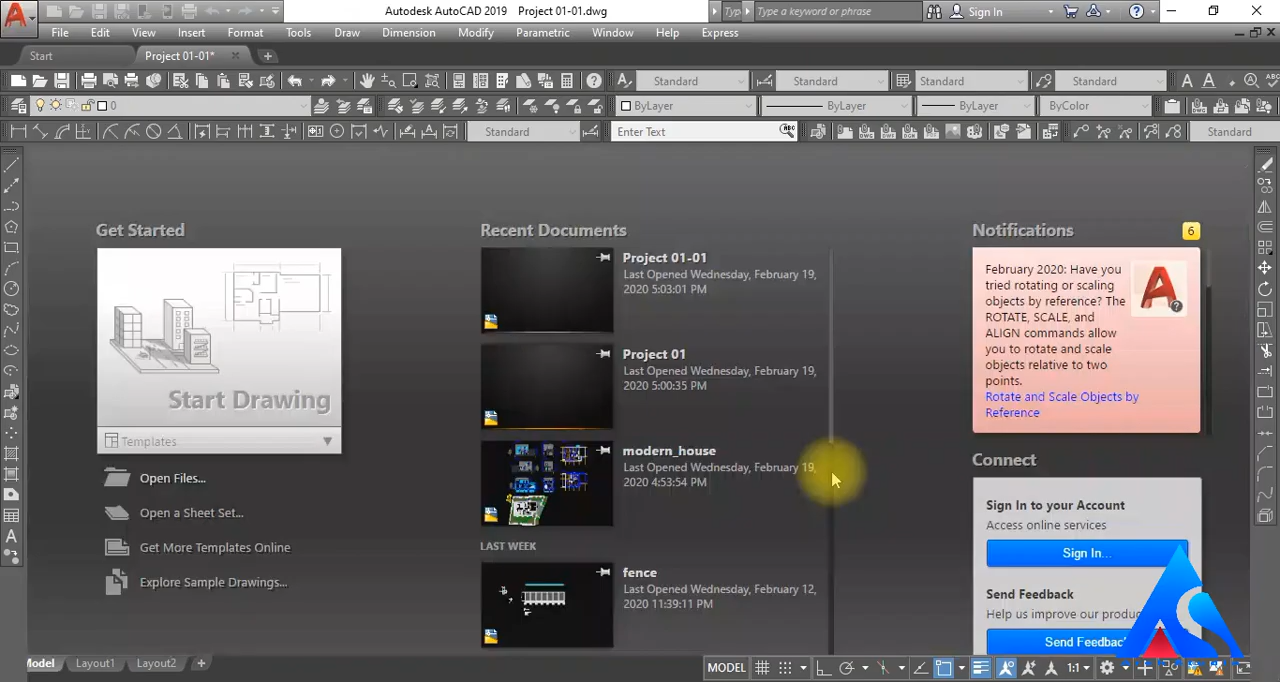 Autodesk AutoCAD 2019 Project 01-01.dwg
Typ
Type a keyword or phrase
Sign In
File Edit View Insert Format Tools Draw Dimension Modify Parametric Window Help Express
Start Project 01-01*
Standard Standard Standard Standard
0 ByLayer ByLayer ByLayer ByColor
Standard Enter Text Standard
Get Started
Start Drawing
Templates
Open Files...
Open a Sheet Set...
Get More Templates Online
Explore Sample Drawings...
Recent Documents
Project 01-01
Last Opened Wednesday, February 19,
2020 5:03:01 PM
Project 01
Last Opened Wednesday, February 19,
2020 5:00:35 PM
modern_house
Last Opened Wednesday, February 19,
2020 4:53:54 PM
LAST WEEK
fence
Last Opened Wednesday, February 12,
2020 11:39:11 PM
Notifications 6
February 2020: Have you
tried rotating or scaling
objects by reference? The
ROTATE, SCALE, and
ALIGN commands allow
you to rotate and scale
objects relative to two
points.
Rotate and Scale Objects by
Reference
Connect
Sign In to your Account
Access online services
Sign In...
Send Feedback
Help us improve our produc
Send Feedbac
Model Layout1 Layout2 +
MODEL 1:1